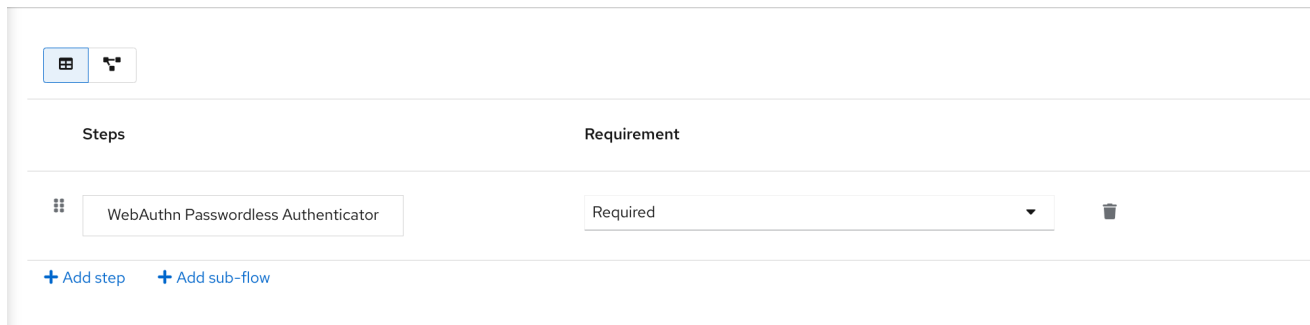 Steps Requirement
WebAuthn Passwordless Authenticator Required
Add step Add sub-flow